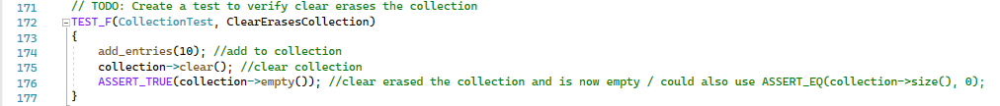 171 // TODO: Create a test to verify clear erases the collection
172 TEST_F(CollectionTest, ClearErasesCollection)
173 {
174 add_entries(10); //add to collection
175 collection->clear(); //clear collection
176 ASSERT_TRUE(collection->empty()); //clear erased the collection and is now empty / could also use ASSERT_EQ(collection->size(), 0);
177 }